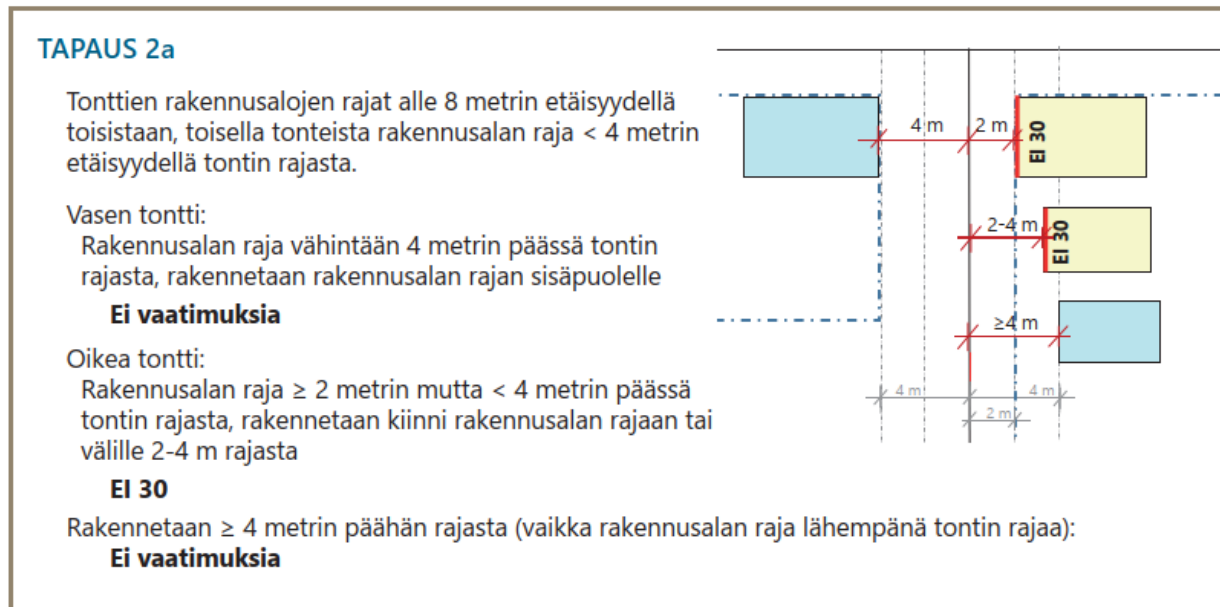 TAPAUS 2a
Tonttien rakennusalojen rajat alle 8 metrin etäisyydellä
toisistaan, toisella tonteista rakennusalan raja < 4 metrin
etäisyydellä tontin rajasta.
Vasen tontti:
Rakennusalan raja vähintään 4 metrin päässä tontin
rajasta, rakennetaan rakennusalan rajan sisäpuolelle
Ei vaatimuksia
Oikea tontti:
Rakennusalan raja ≥ 2 metrin mutta < 4 metrin päässä
tontin rajasta, rakennetaan kiinni rakennusalan rajaan tai
välille 2-4 m rajasta
EI 30
Rakennetaan ≥ 4 metrin päähän rajasta (vaikka rakennusalan raja lähempänä tontin rajaa):
Ei vaatimuksia
4 m
2 m
EI 30
2-4 m
EI 30
≥4 m
4 m
4 m
2 m